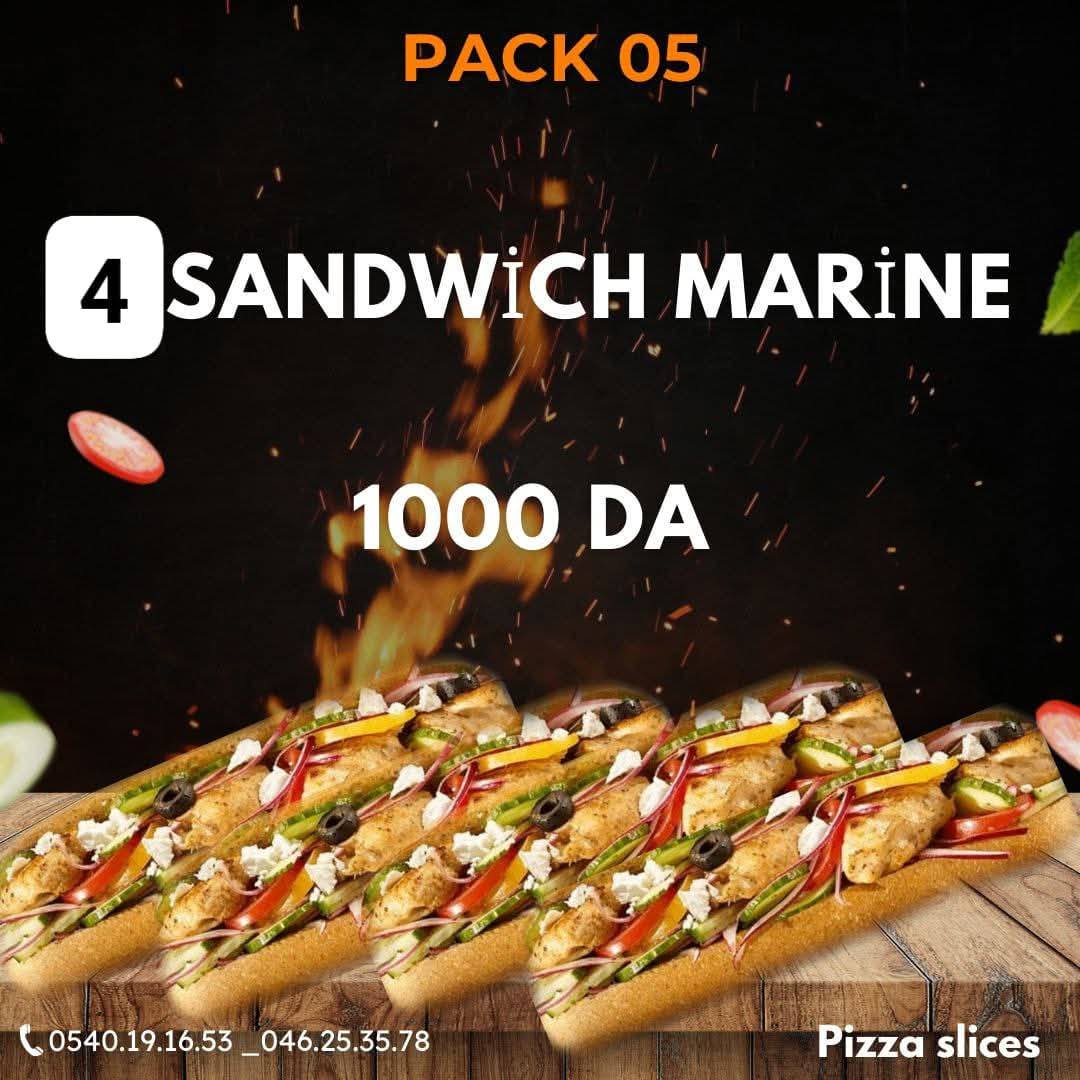 PACK 05
4 SANDWİCH MARİNE
1000 DA
0540.19.16.53 _046.25.35.78
Pizza slices